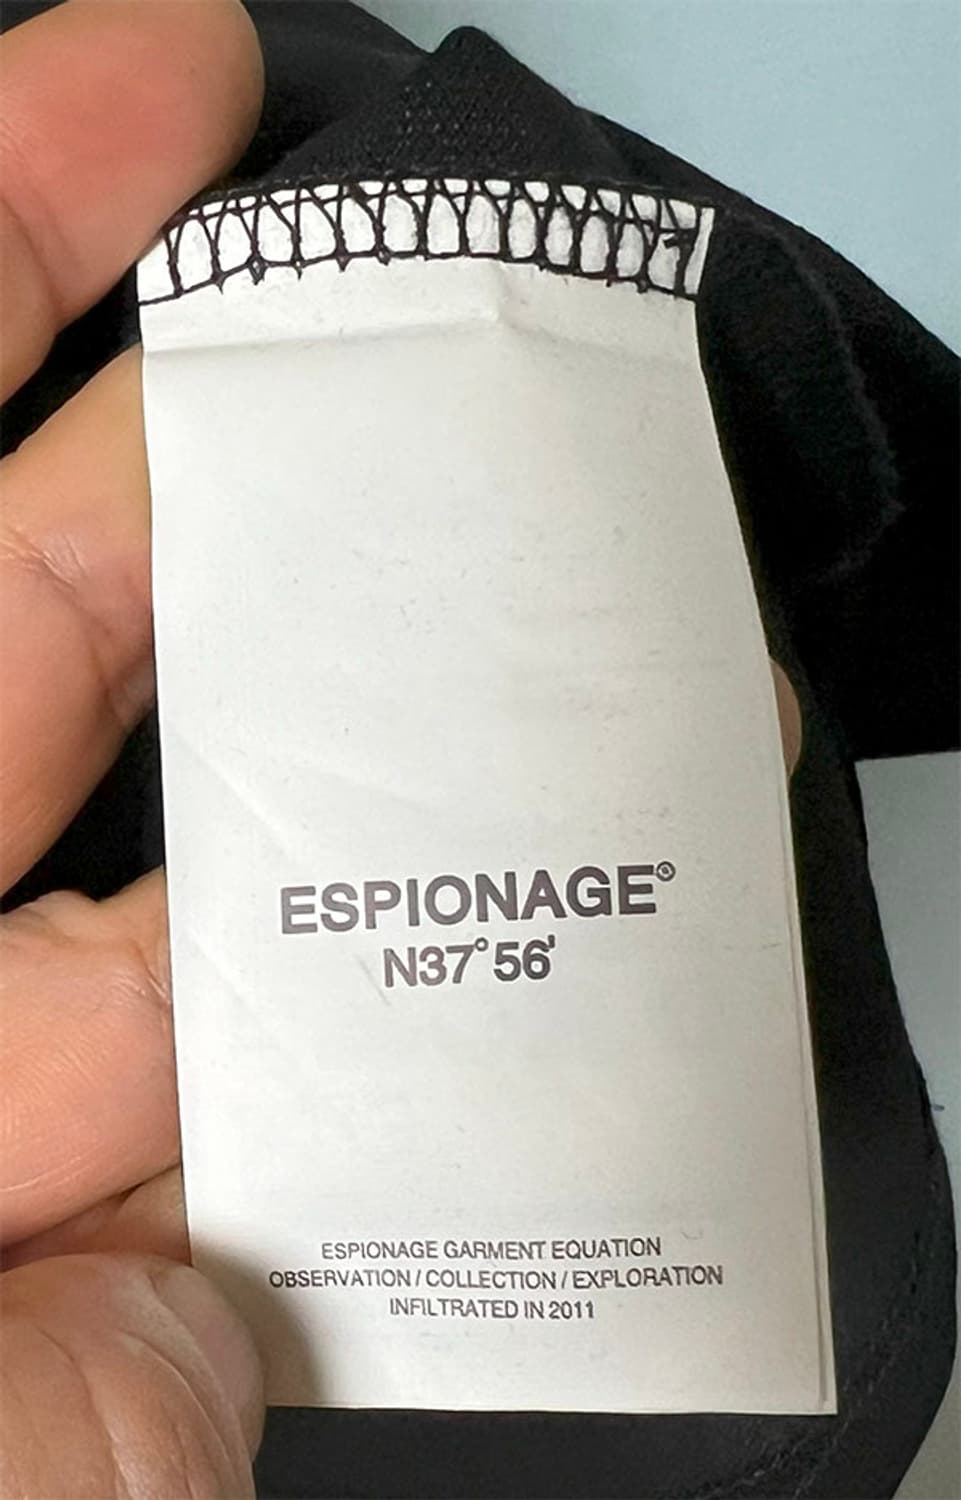 ESPIONAGE®
N37°56'
ESPIONAGE GARMENT EQUATION
OBSERVATION / COLLECTION / EXPLORATION
INFILTRATED IN 2011